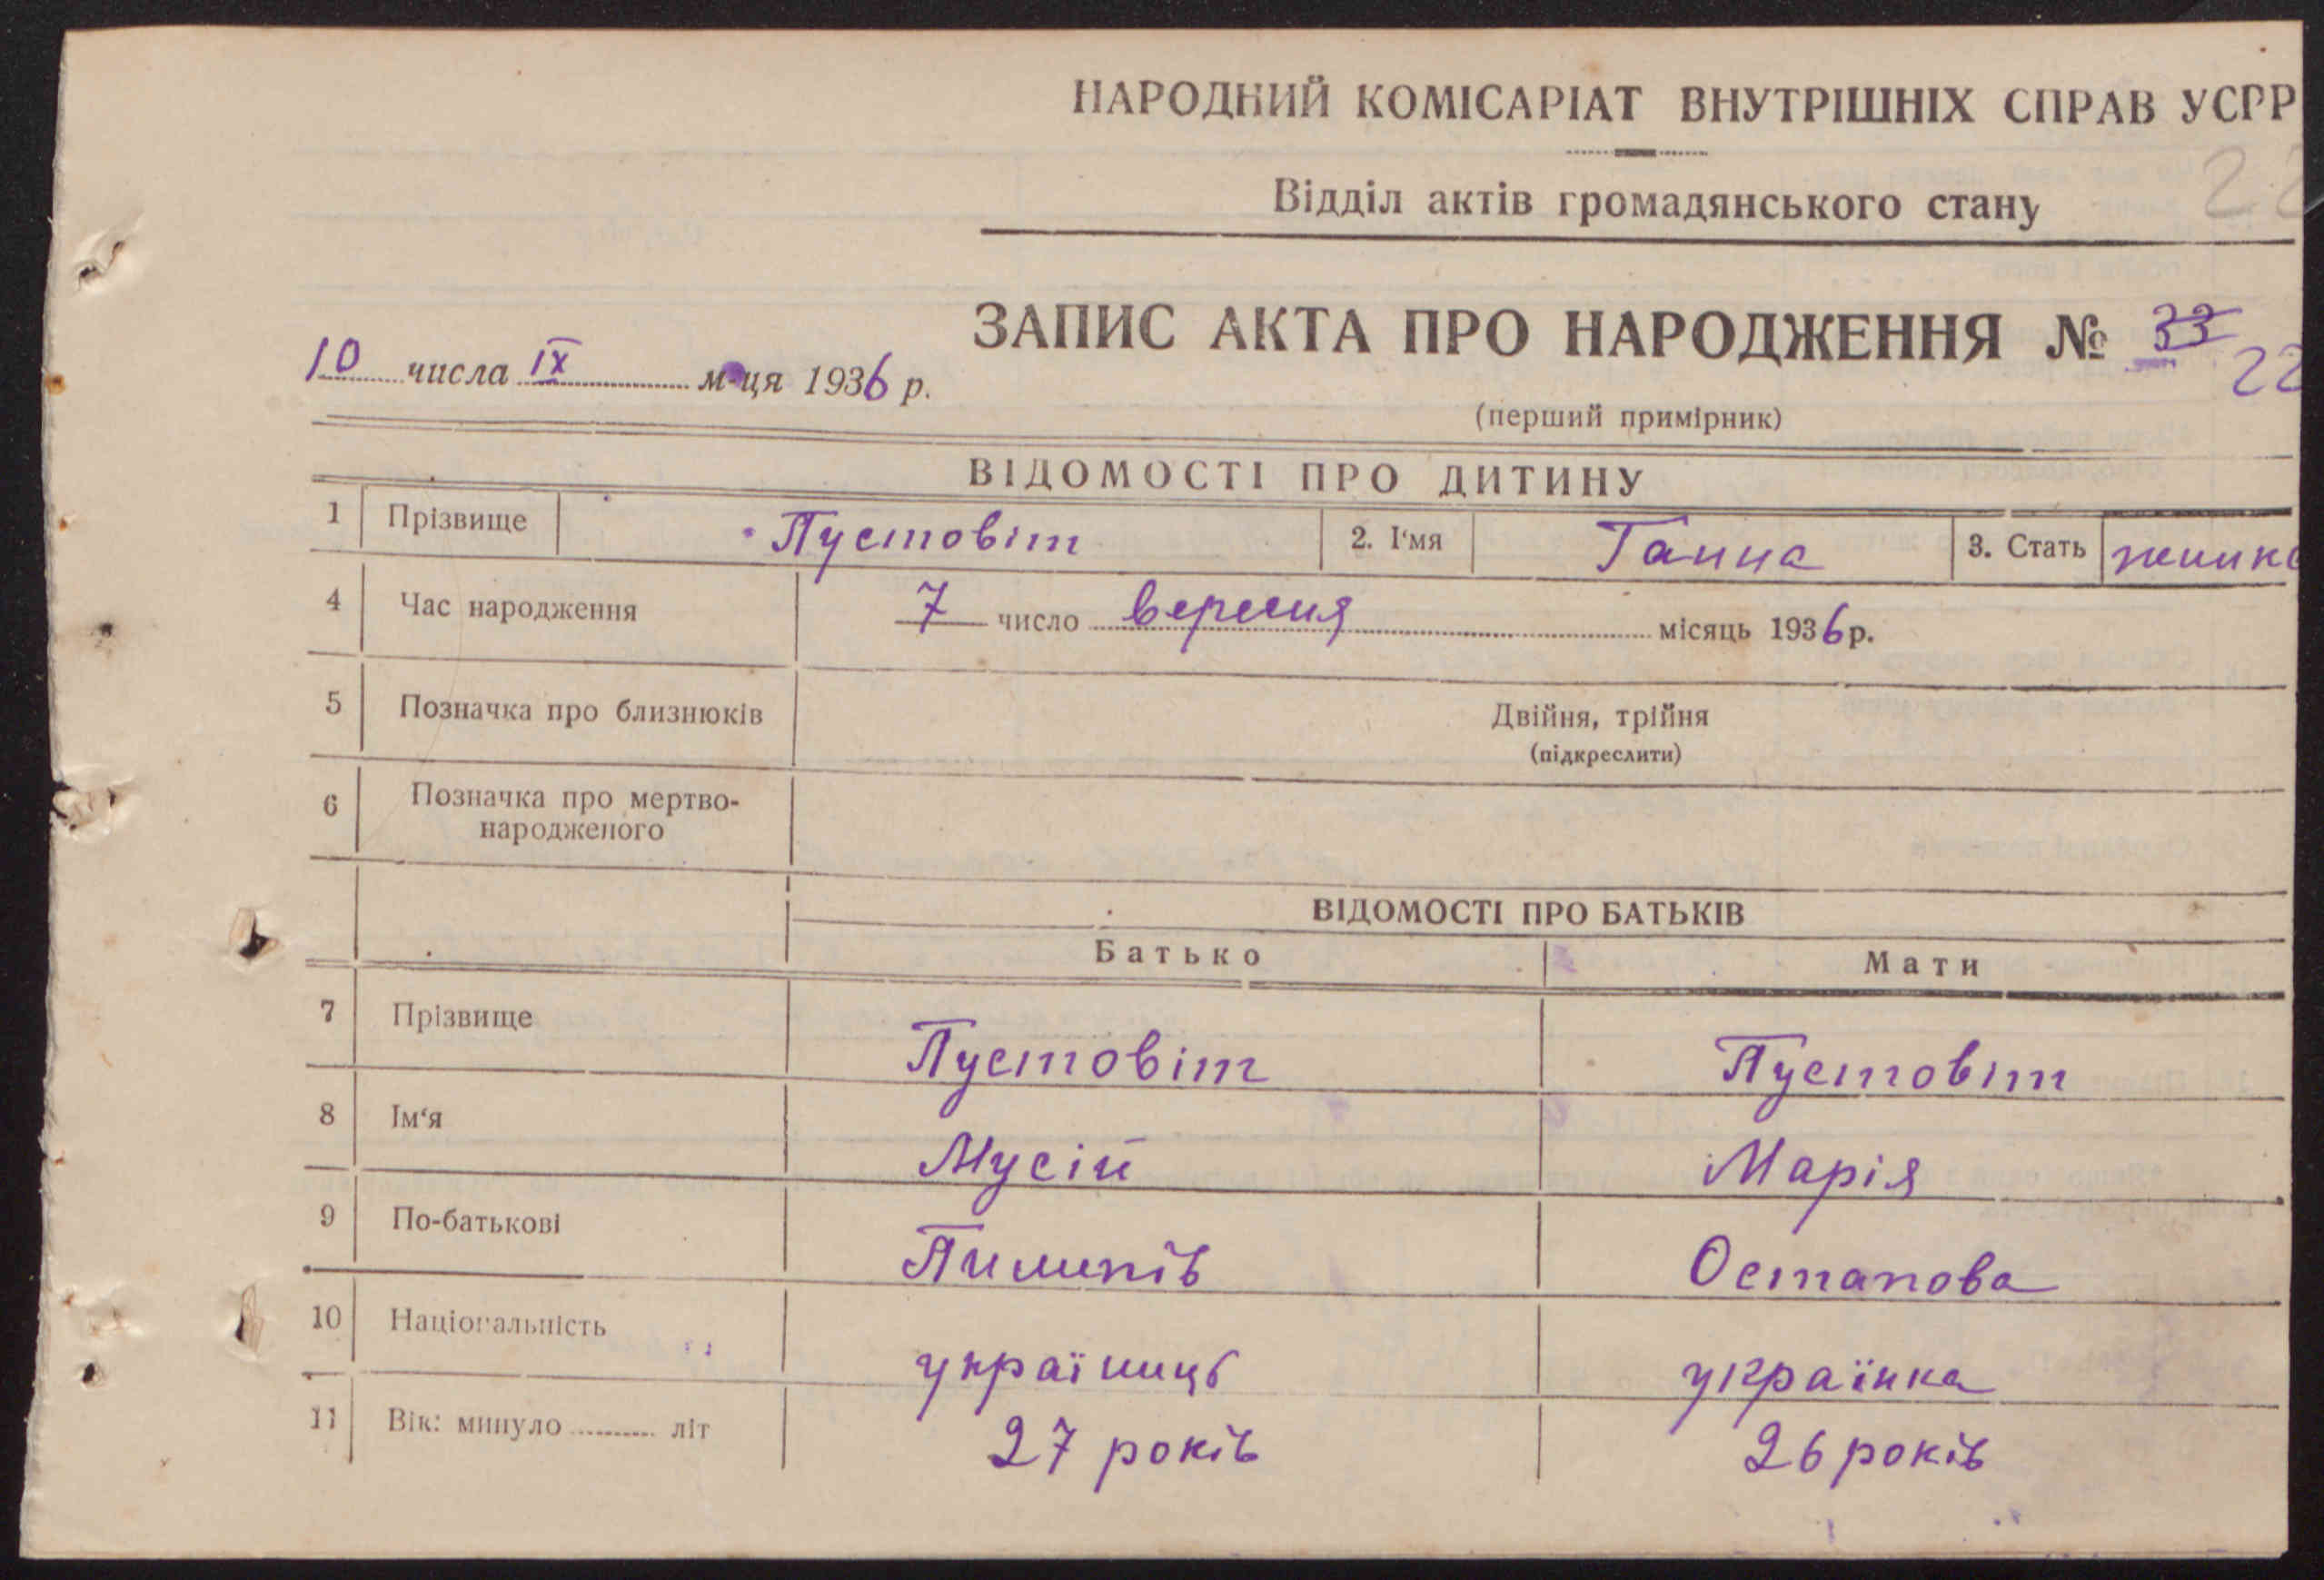 НАРОДНИЙ КОМІСАРІАТ ВНУТРІШНІХ СПРАВ УСРР
Відділ актів громадянського стану
22
ЗАПИС АКТА ПРО НАРОДЖЕННЯ № 33
22
10 числа IX м-ця 1936 р.
(перший примірник)
ВІДОМОСТІ ПРО ДИТИНУ
1 Прізвище Пустовіт 2. І'мя Ганна 3. Стать
4 Час народження 7 число вересня місяць 1936 р.
5 Позначка про близнюків Двійня, трійня
(підкреслити)
6 Позначка про мертво-
народженого
ВІДОМОСТІ ПРО БАТЬКІВ
Батько Мати
7 Прізвище Пустовіт Пустовіт
8 Ім'я Мусій Марія
9 По-батькові Пилипів Остапова
10 Національність україниць українка
11 Вік: минуло ........ літ 27 років 26 років